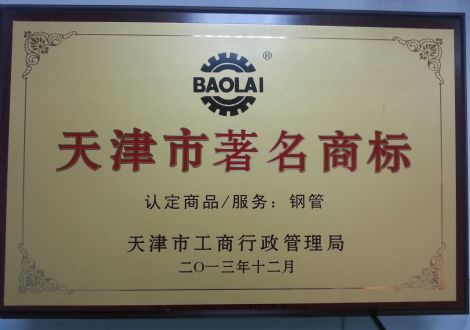 BAOLAI ®
天津市著名商标
认定商品/服务：钢管
天津市工商行政管理局
二〇一三年十二月